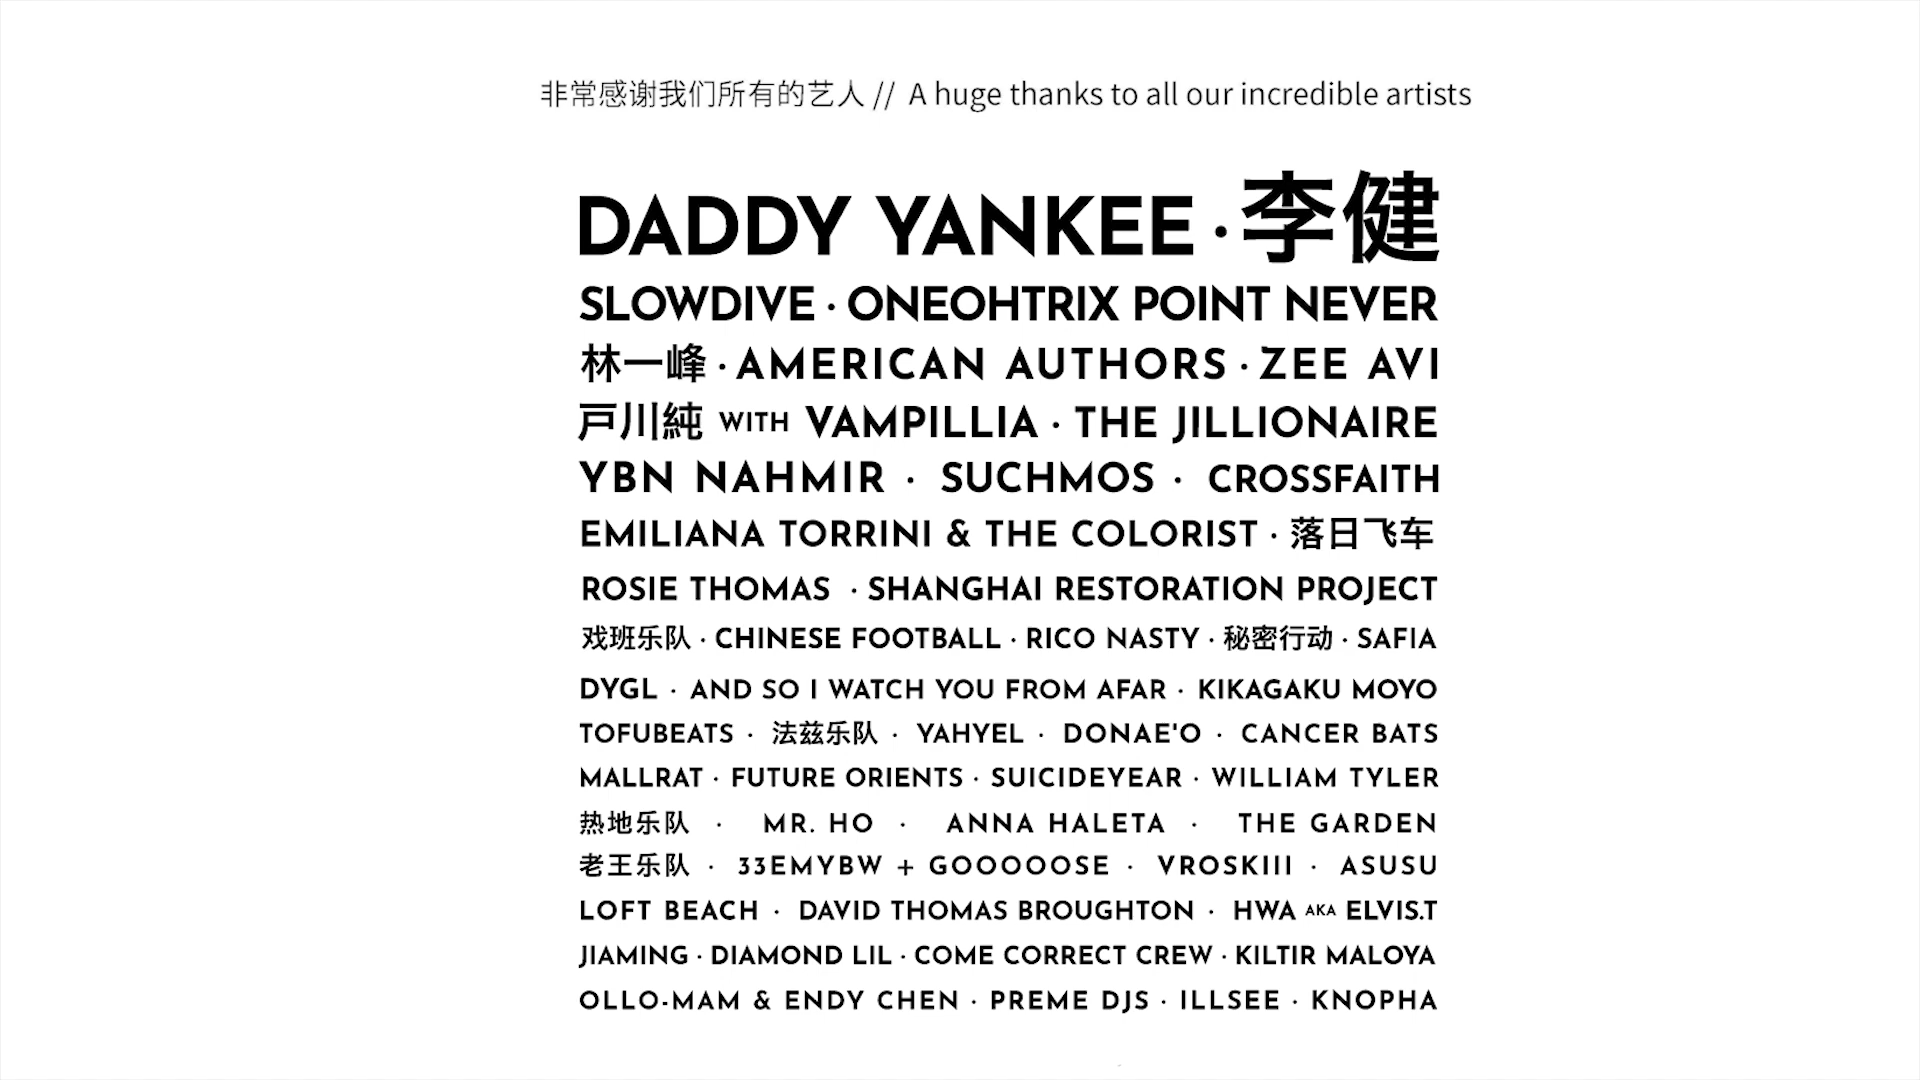 非常感谢我们所有的艺人 // A huge thanks to all our incredible artists
DADDY YANKEE · 李健
SLOWDIVE · ONEOHTRIX POINT NEVER
林一峰 · AMERICAN AUTHORS · ZEE AVI
戸川純 WITH VAMPILLIA · THE JILLIONAIRE
YBN NAHMIR · SUCHMOS · CROSSFAITH
EMILIANA TORRINI & THE COLORIST · 落日飞车
ROSIE THOMAS · SHANGHAI RESTORATION PROJECT
戏班乐队 · CHINESE FOOTBALL · RICO NASTY · 秘密行动 · SAFIA
DYGL · AND SO I WATCH YOU FROM AFAR · KIKAGAKU MOYO
TOFUBEATS · 法兹乐队 · YAHYEL · DONAE'O · CANCER BATS
MALLRAT · FUTURE ORIENTS · SUICIDEYEAR · WILLIAM TYLER
热地乐队 · MR. HO · ANNA HALETA · THE GARDEN
老王乐队 · 33EMYBW + GOOOOOSE · VROSKIII · ASUSU
LOFT BEACH · DAVID THOMAS BROUGHTON · HWA AKA ELVIS.T
JIAMING · DIAMOND LIL · COME CORRECT CREW · KILTIR MALOYA
OLLO-MAM & ENDY CHEN · PREME DJS · ILLSEE · KNOPHA